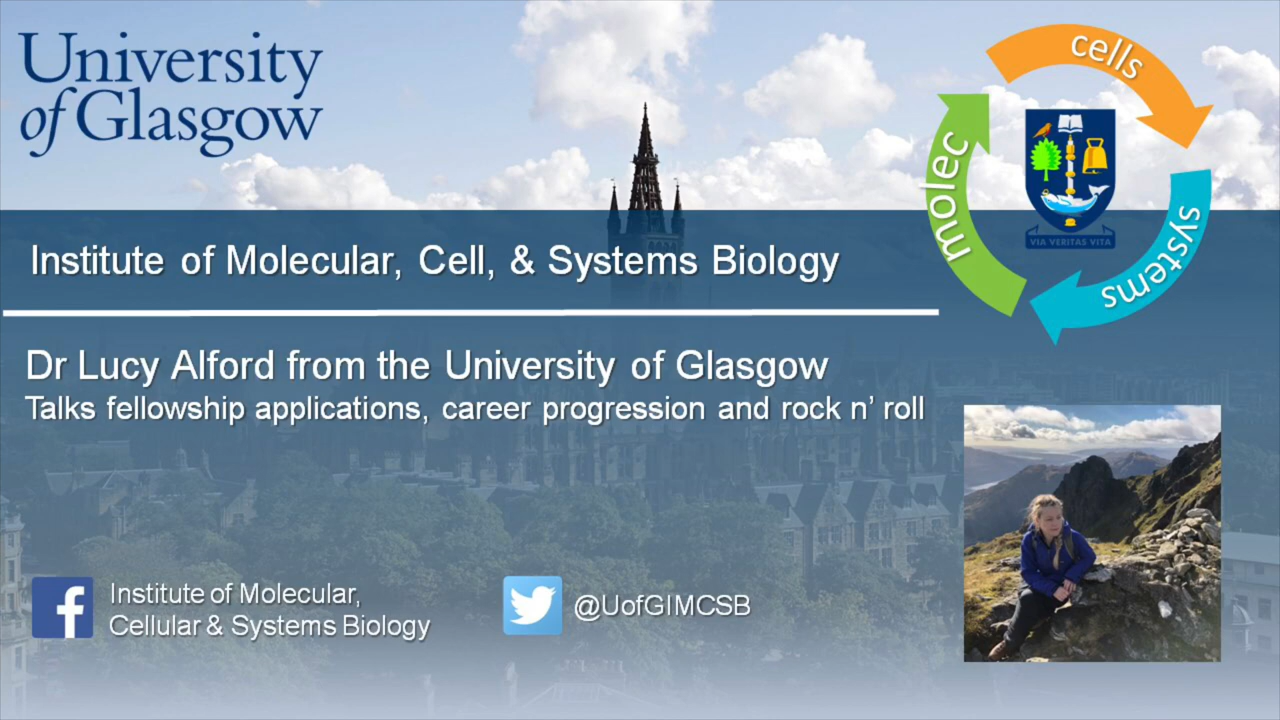 University
of Glasgow
cells
molec
systems
VIA VERITAS VITA
Institute of Molecular, Cell, & Systems Biology
Dr Lucy Alford from the University of Glasgow
Talks fellowship applications, career progression and rock n’ roll
Institute of Molecular,
Cellular & Systems Biology
@UofGIMCSB